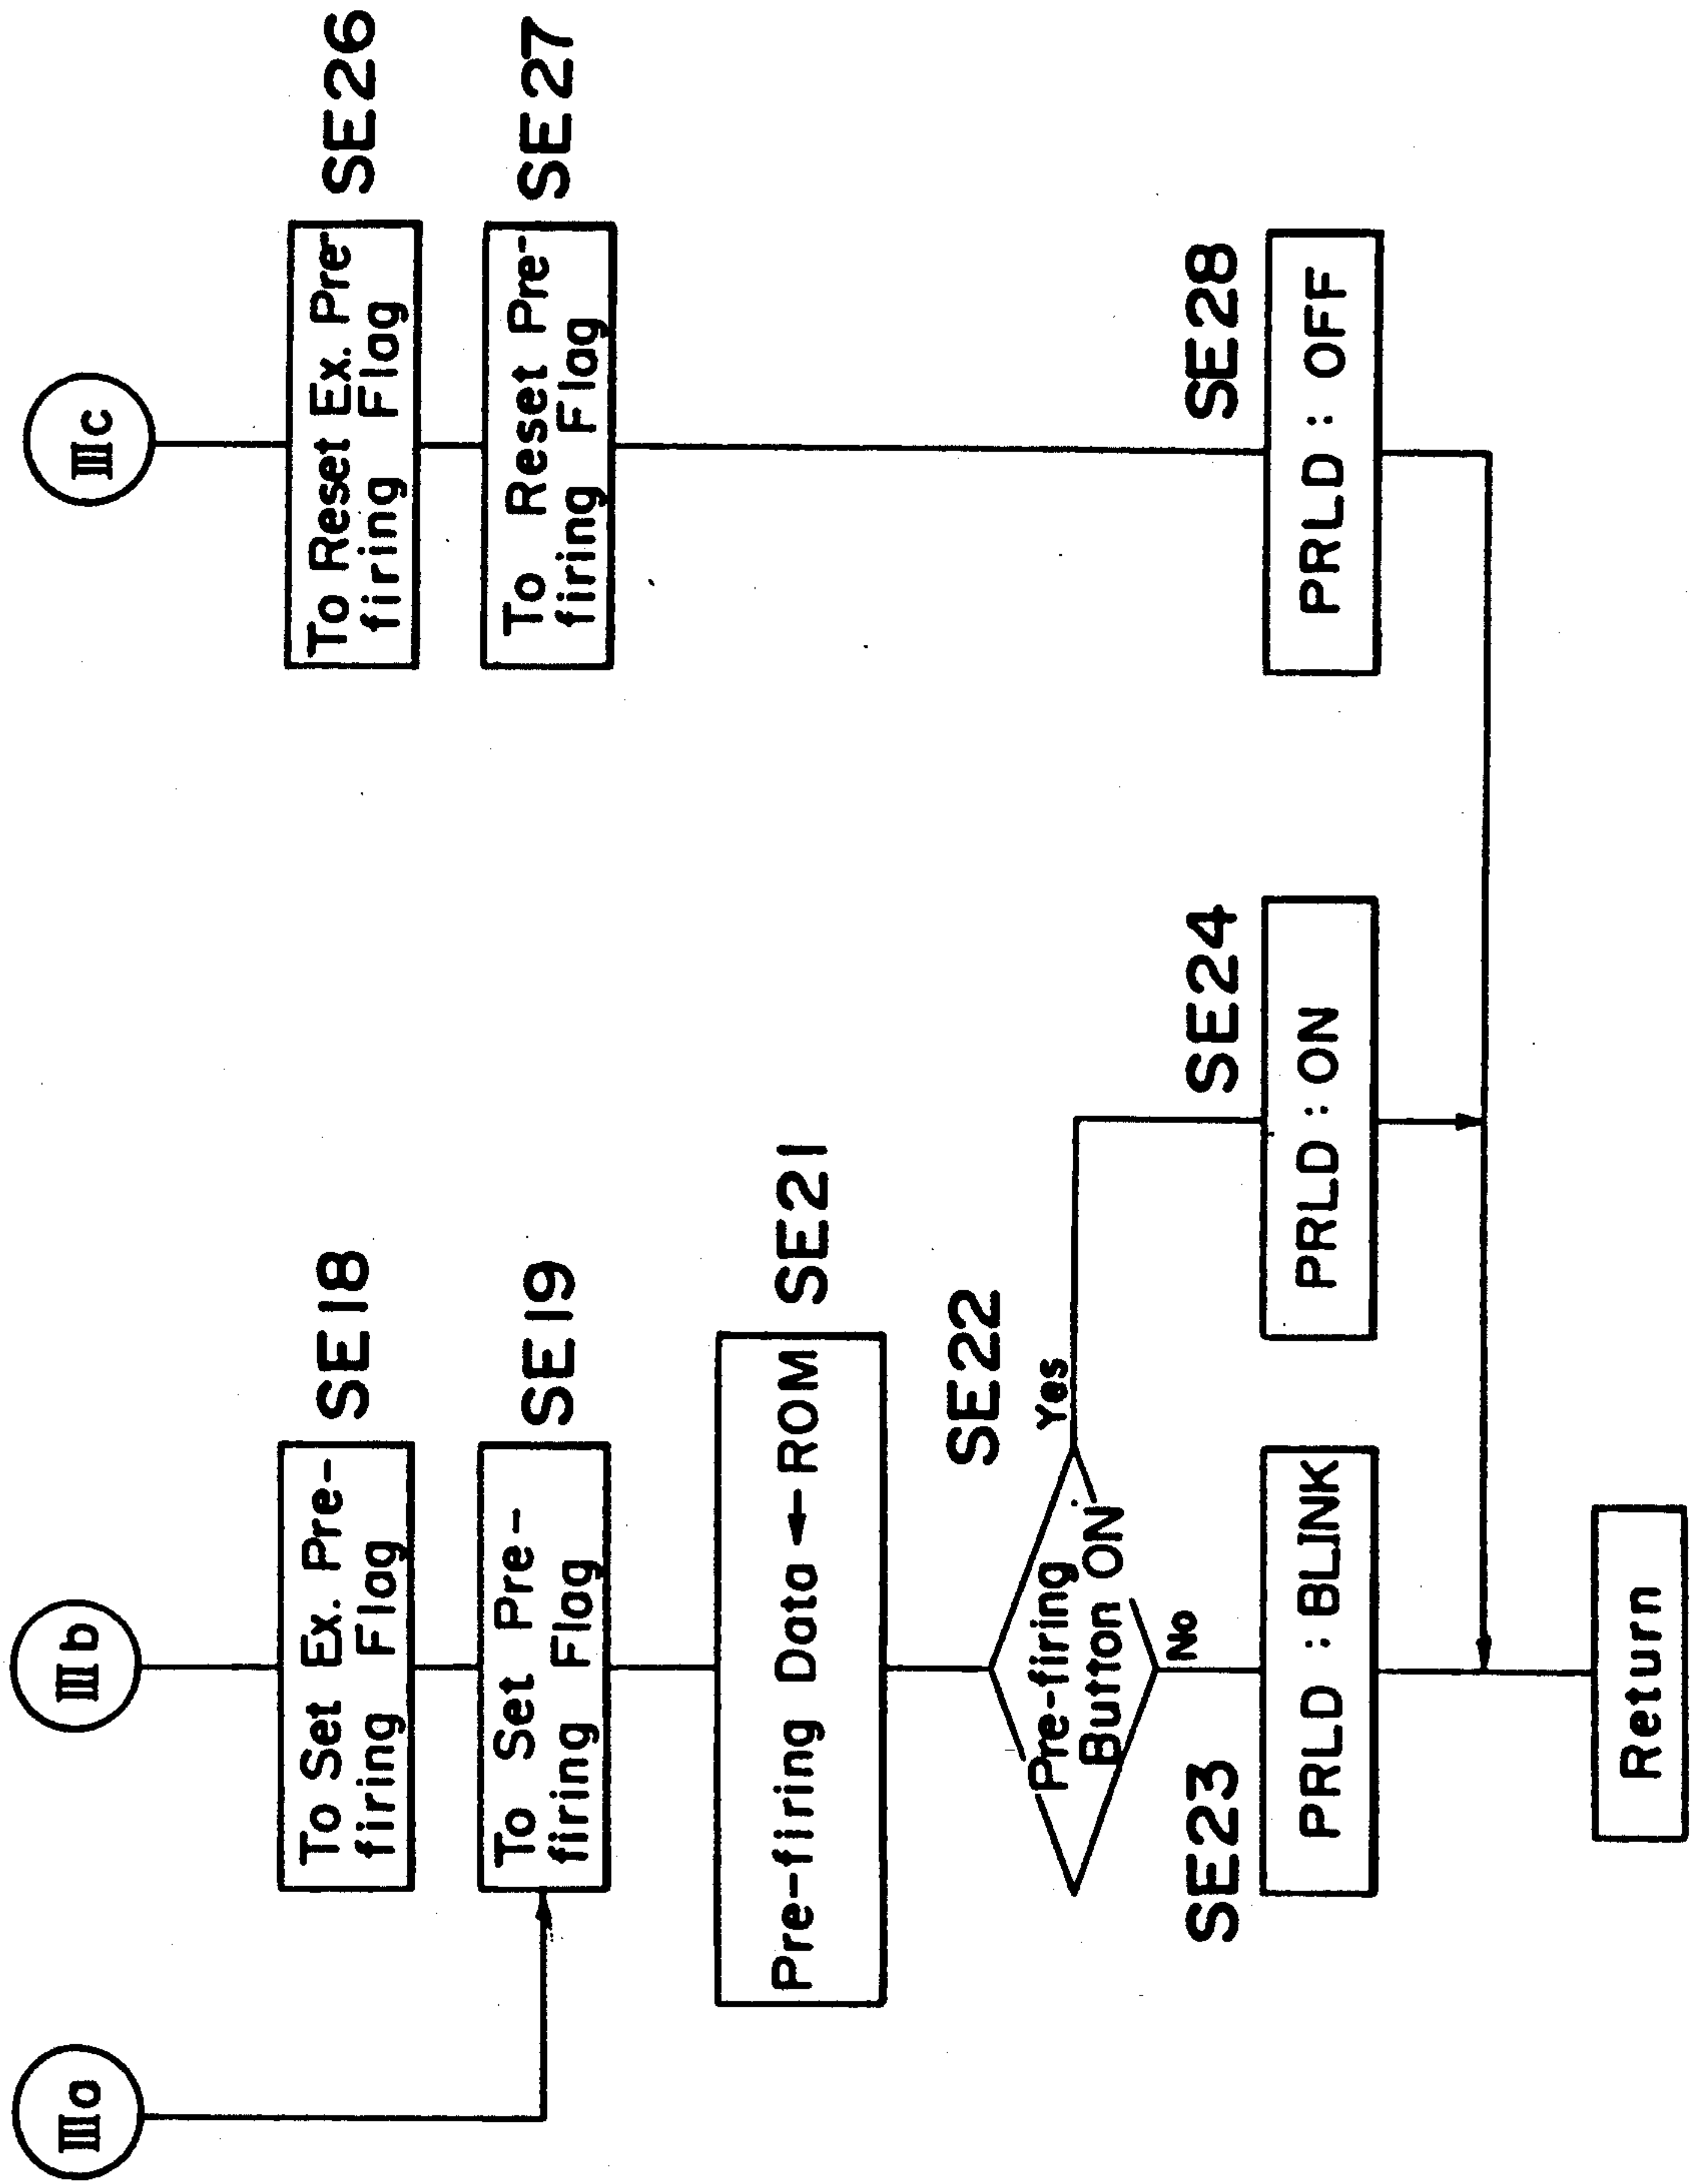 IIIa
IIIb
IIIc
To Set Ex. Pre-
firing Flag
SE18
To Reset Ex. Pre-
firing Flag
SE26
To Set Pre-
firing Flag
SE19
To Reset Pre-
firing Flag
SE27
Pre-firing Data ← ROM
SE21
SE22
Pre-firing
Button ON
Yes
No
SE23
PRLD : BLINK
SE24
PRLD : ON
SE28
PRLD : OFF
Return